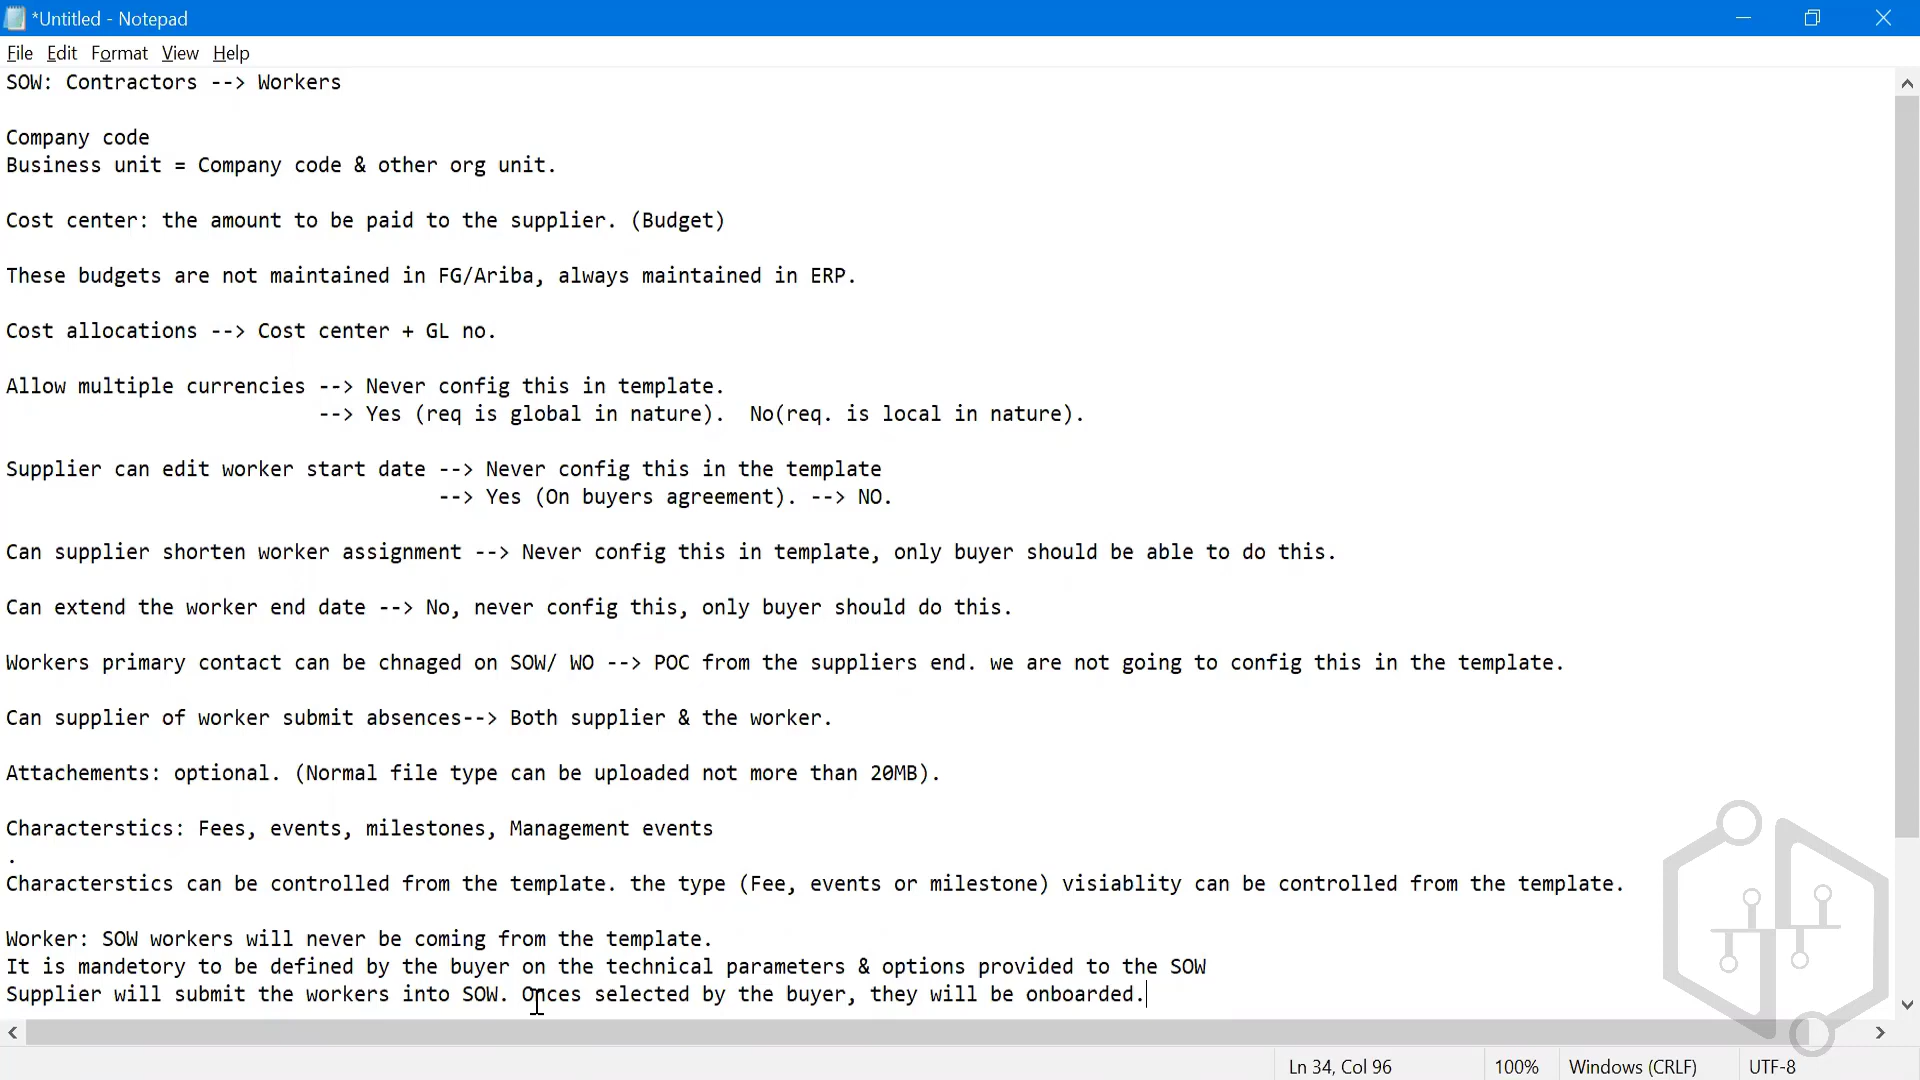 *Untitled - Notepad
File Edit Format View Help
SOW: Contractors --> Workers
Company code
Business unit = Company code & other org unit.
Cost center: the amount to be paid to the supplier. (Budget)
These budgets are not maintained in FG/Ariba, always maintained in ERP.
Cost allocations --> Cost center + GL no.
Allow multiple currencies --> Never config this in template.
--> Yes (req is global in nature).  No(req. is local in nature).
Supplier can edit worker start date --> Never config this in the template
--> Yes (On buyers agreement). --> NO.
Can supplier shorten worker assignment --> Never config this in template, only buyer should be able to do this.
Can extend the worker end date --> No, never config this, only buyer should do this.
Workers primary contact can be chnaged on SOW/ WO --> POC from the suppliers end. we are not going to config this in the template.
Can supplier of worker submit absences--> Both supplier & the worker.
Attachements: optional. (Normal file type can be uploaded not more than 20MB).
Characterstics: Fees, events, milestones, Management events
.
Characterstics can be controlled from the template. the type (Fee, events or milestone) visiablity can be controlled from the template.
Worker: SOW workers will never be coming from the template.
It is mandetory to be defined by the buyer on the technical parameters & options provided to the SOW
Supplier will submit the workers into SOW. Onces selected by the buyer, they will be onboarded.
Ln 34, Col 96 100% Windows (CRLF) UTF-8